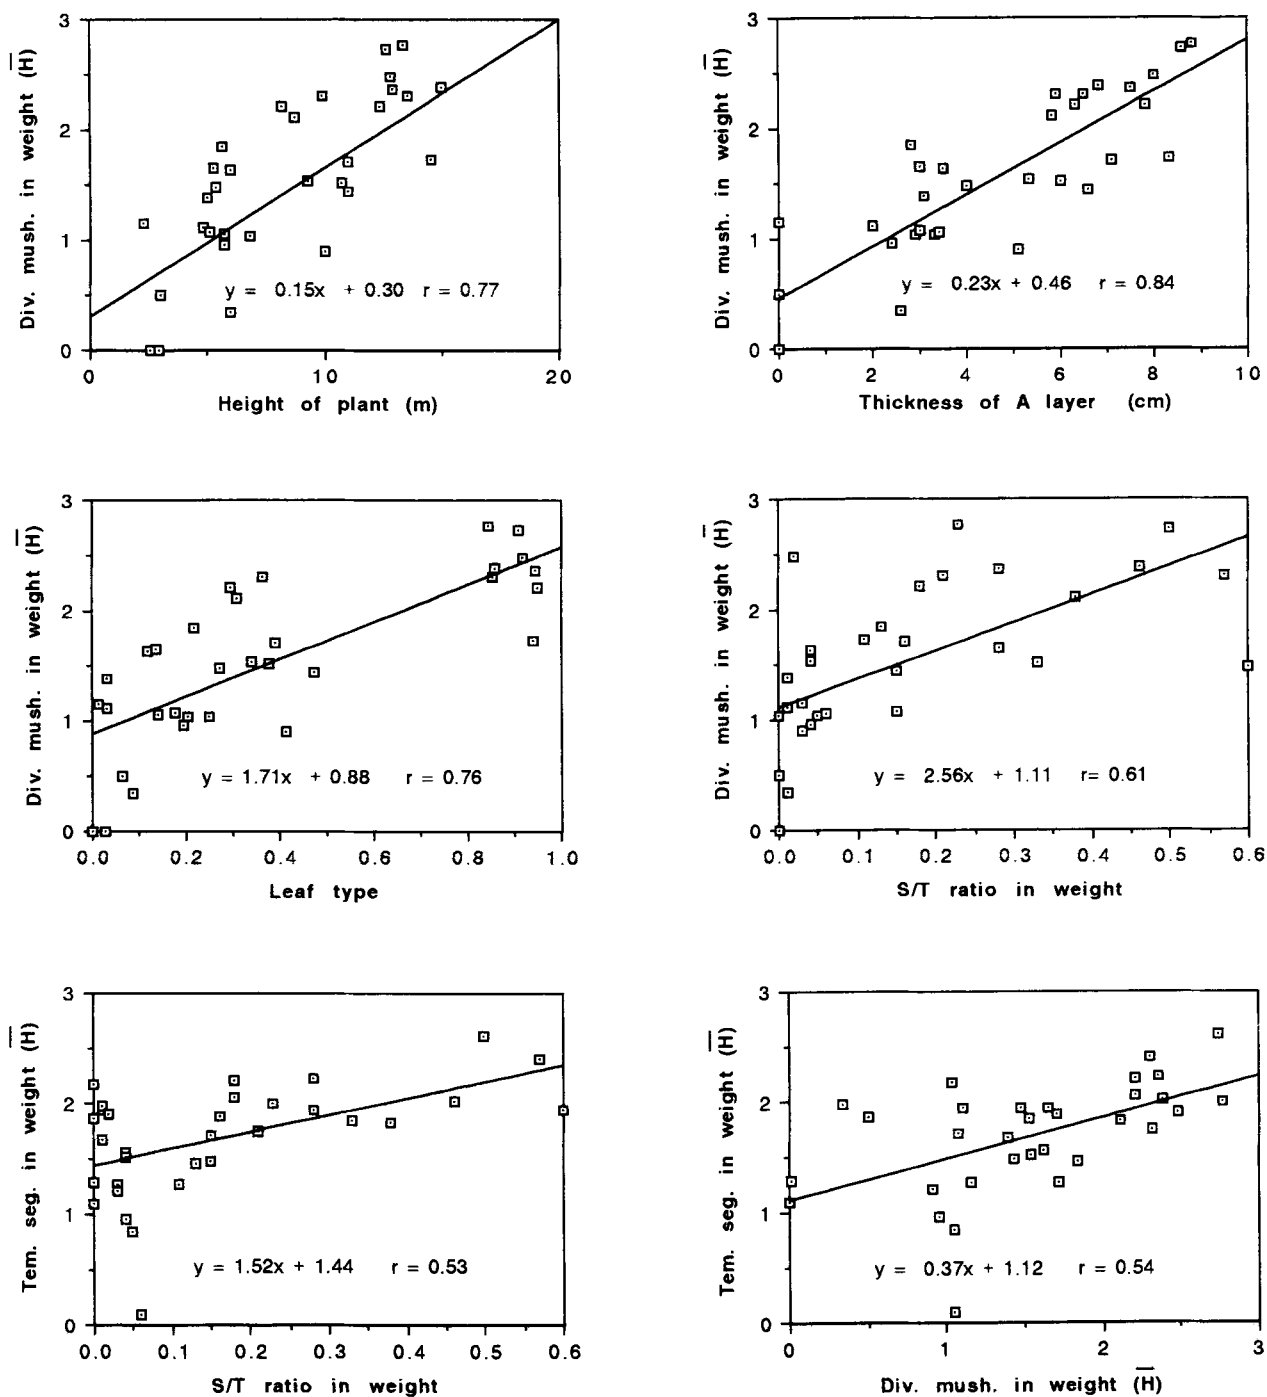 3
2
1
0
Div. mush. in weight (H̅)
y = 0.15x + 0.30 r = 0.77
0 10 20
Height of plant (m)
3
2
1
0
Div. mush. in weight (H̅)
y = 0.23x + 0.46 r = 0.84
0 2 4 6 8 10
Thickness of A layer (cm)
3
2
1
0
Div. mush. in weight (H̅)
y = 1.71x + 0.88 r = 0.76
0.0 0.2 0.4 0.6 0.8 1.0
Leaf type
3
2
1
0
Div. mush. in weight (H̅)
y = 2.56x + 1.11 r= 0.61
0.0 0.1 0.2 0.3 0.4 0.5 0.6
S/T ratio in weight
3
2
1
0
Tem. seg. in weight (H̅)
y = 1.52x + 1.44 r = 0.53
0.0 0.1 0.2 0.3 0.4 0.5 0.6
S/T ratio in weight
3
2
1
0
Tem. seg. in weight (H̅)
y = 0.37x + 1.12 r = 0.54
0 1 2 3
Div. mush. in weight (H̅)